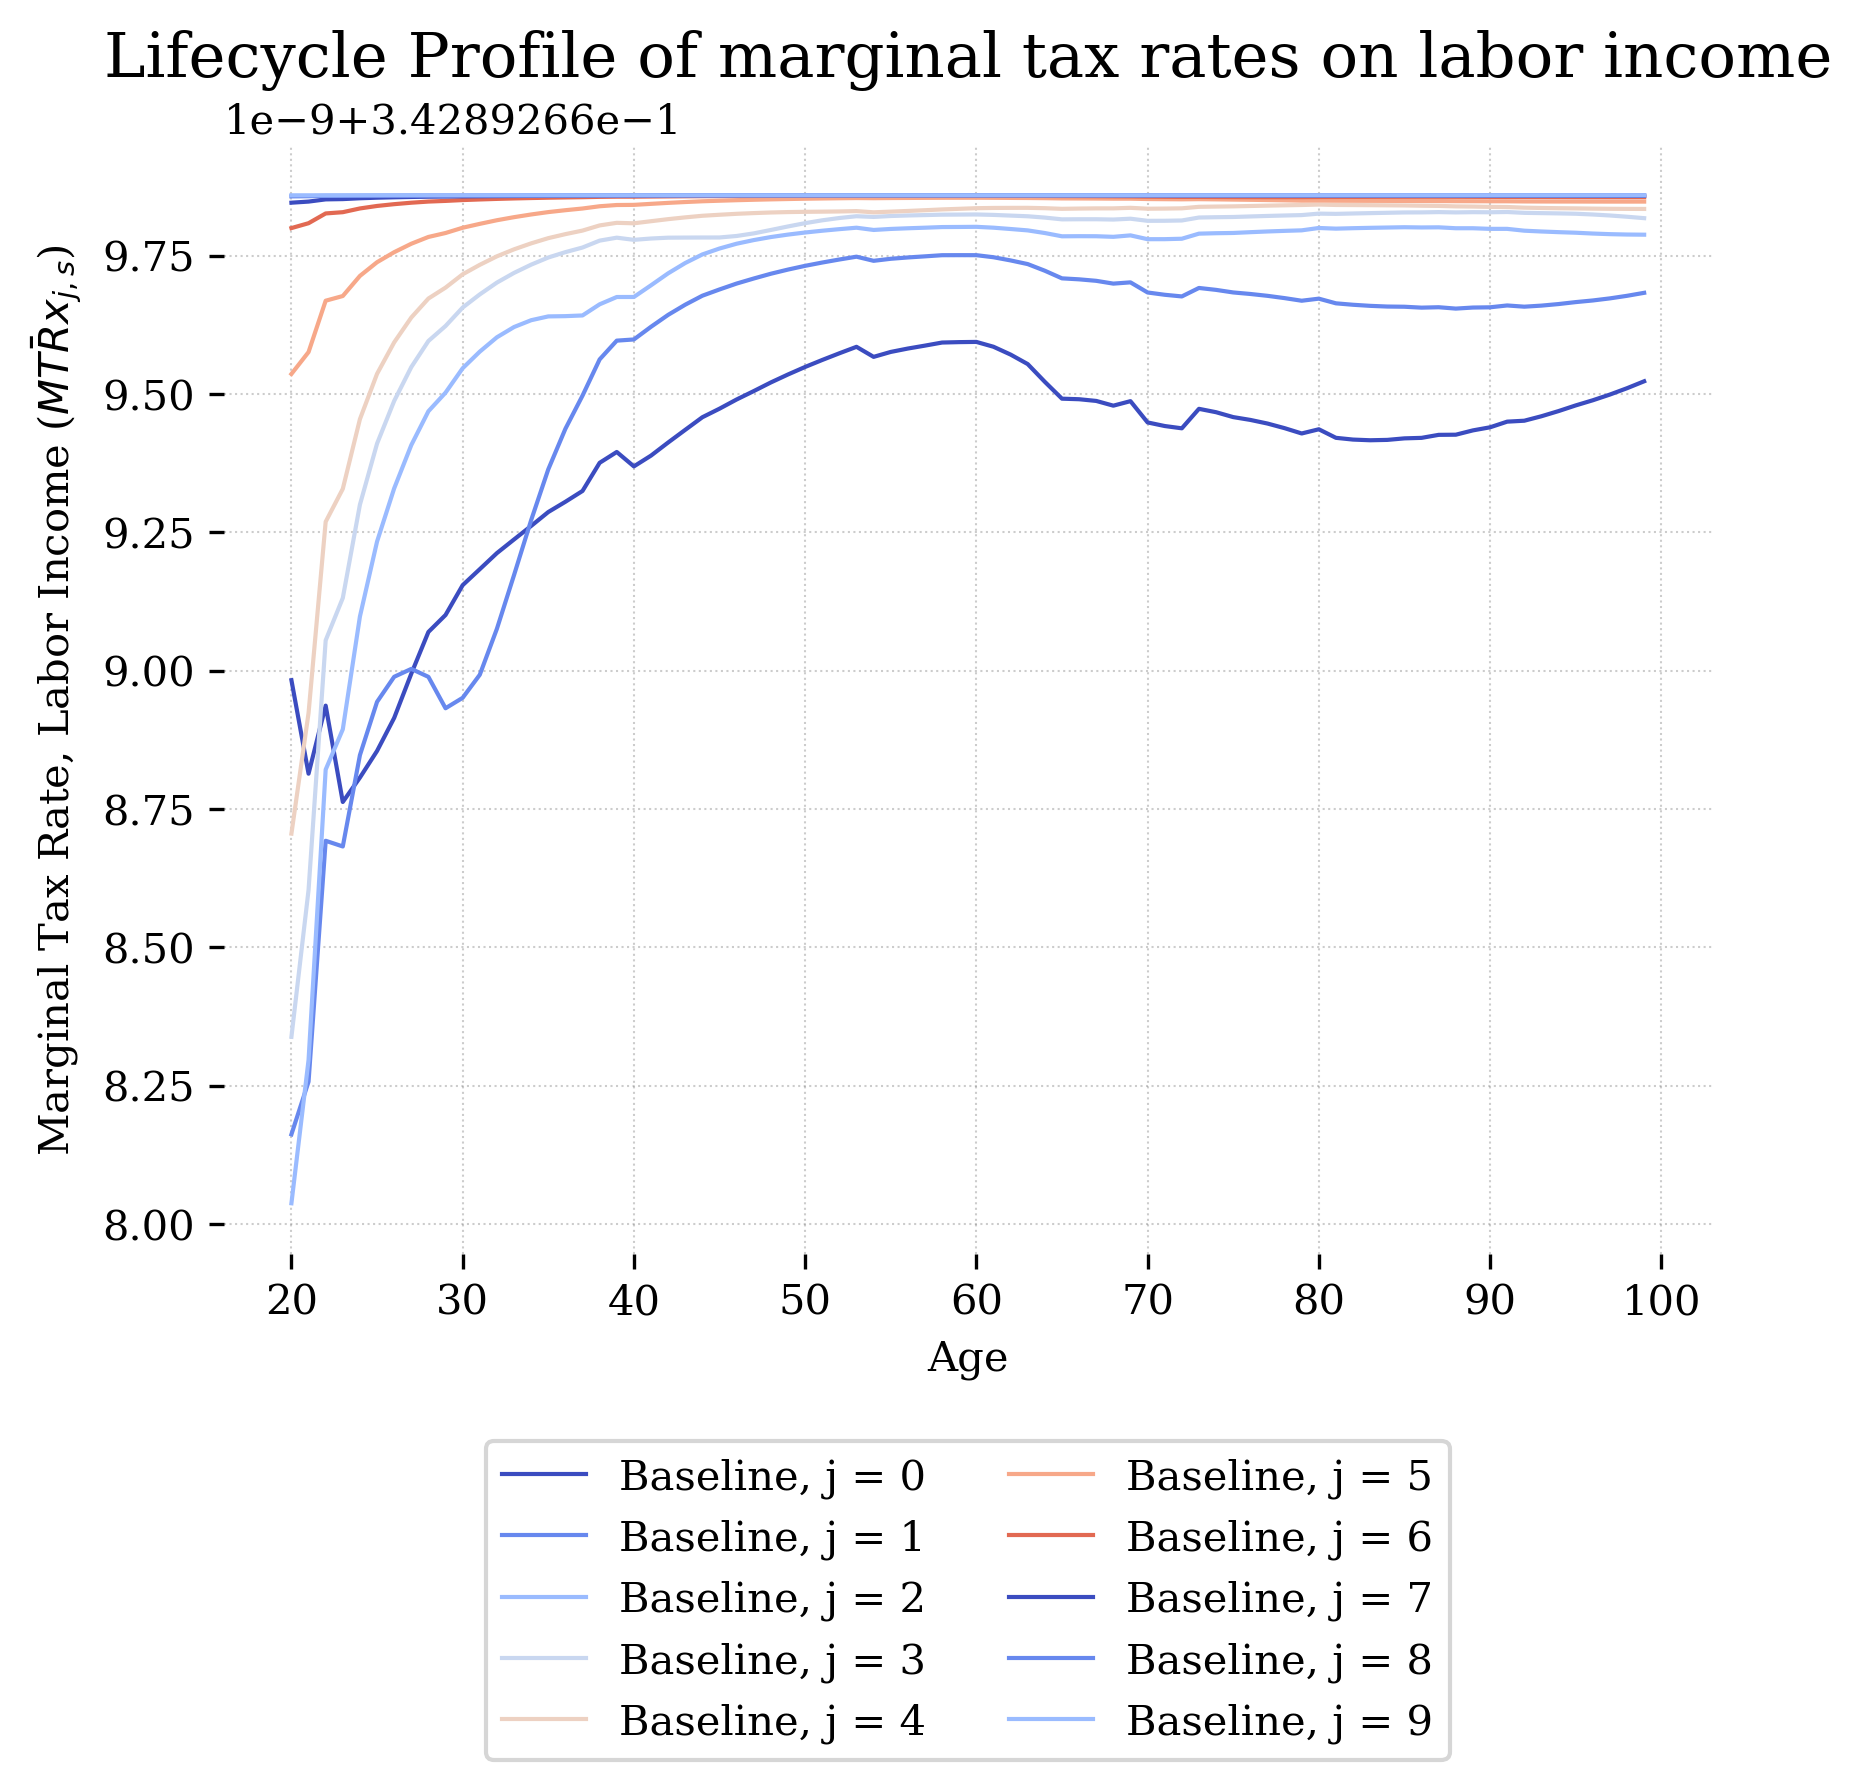 Lifecycle Profile of marginal tax rates on labor income
1e−9+3.4289266e−1
Marginal Tax Rate, Labor Income (MT̄Rx_{j,s})
9.75
9.50
9.25
9.00
8.75
8.50
8.25
8.00
20 30 40 50 60 70 80 90 100
Age
Baseline, j = 0
Baseline, j = 1
Baseline, j = 2
Baseline, j = 3
Baseline, j = 4
Baseline, j = 5
Baseline, j = 6
Baseline, j = 7
Baseline, j = 8
Baseline, j = 9